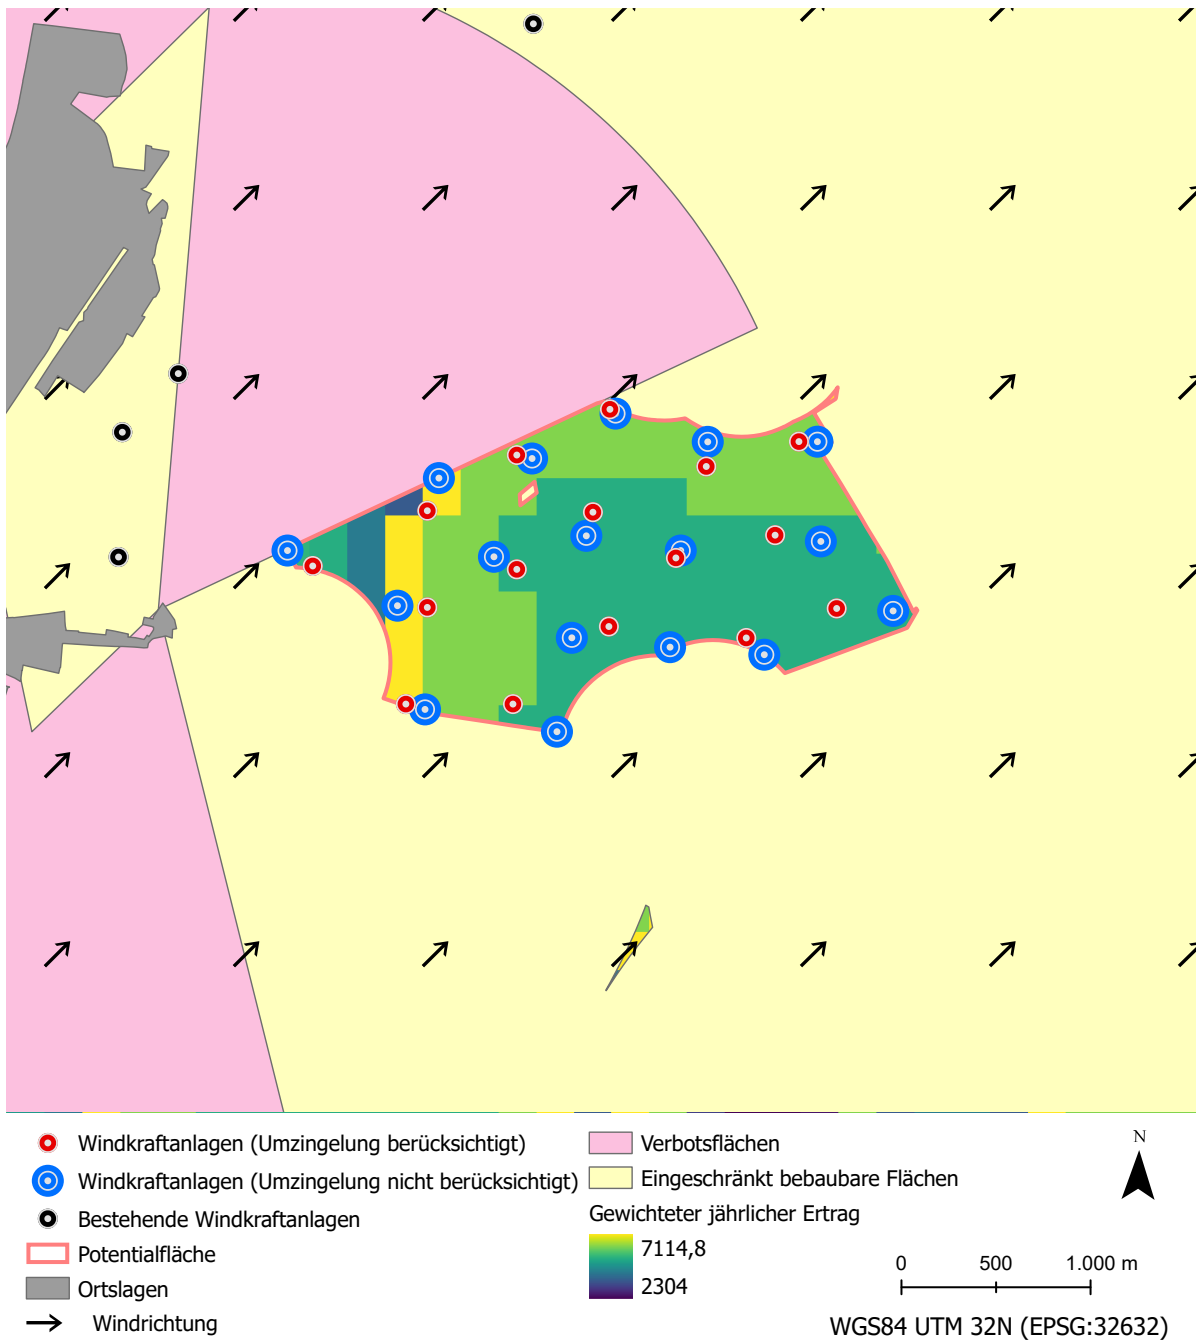 Windkraftanlagen (Umzingelung berücksichtigt)
Windkraftanlagen (Umzingelung nicht berücksichtigt)
Bestehende Windkraftanlagen
Potentialfläche
Ortslagen
Windrichtung
Verbotsflächen
Eingeschränkt bebaubare Flächen
Gewichteter jährlicher Ertrag
7114,8
2304
N
0 500 1.000 m
WGS84 UTM 32N (EPSG:32632)